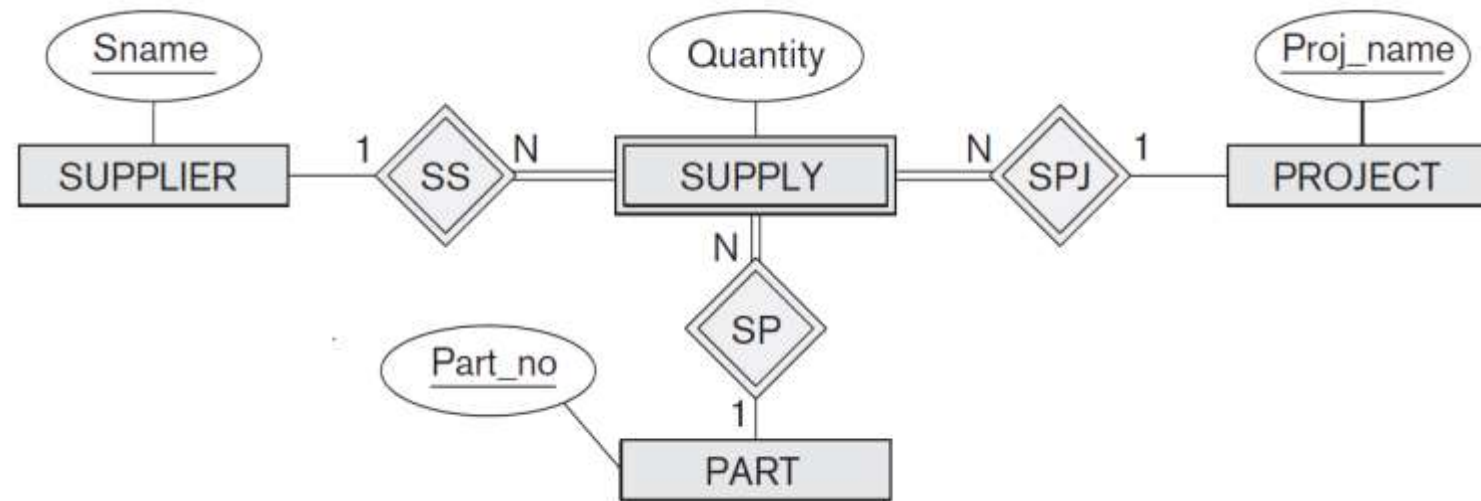 Sname
Quantity
Proj_name
SUPPLIER
1
SS
N
SUPPLY
N
SPJ
1
PROJECT
N
SP
Part_no
1
PART